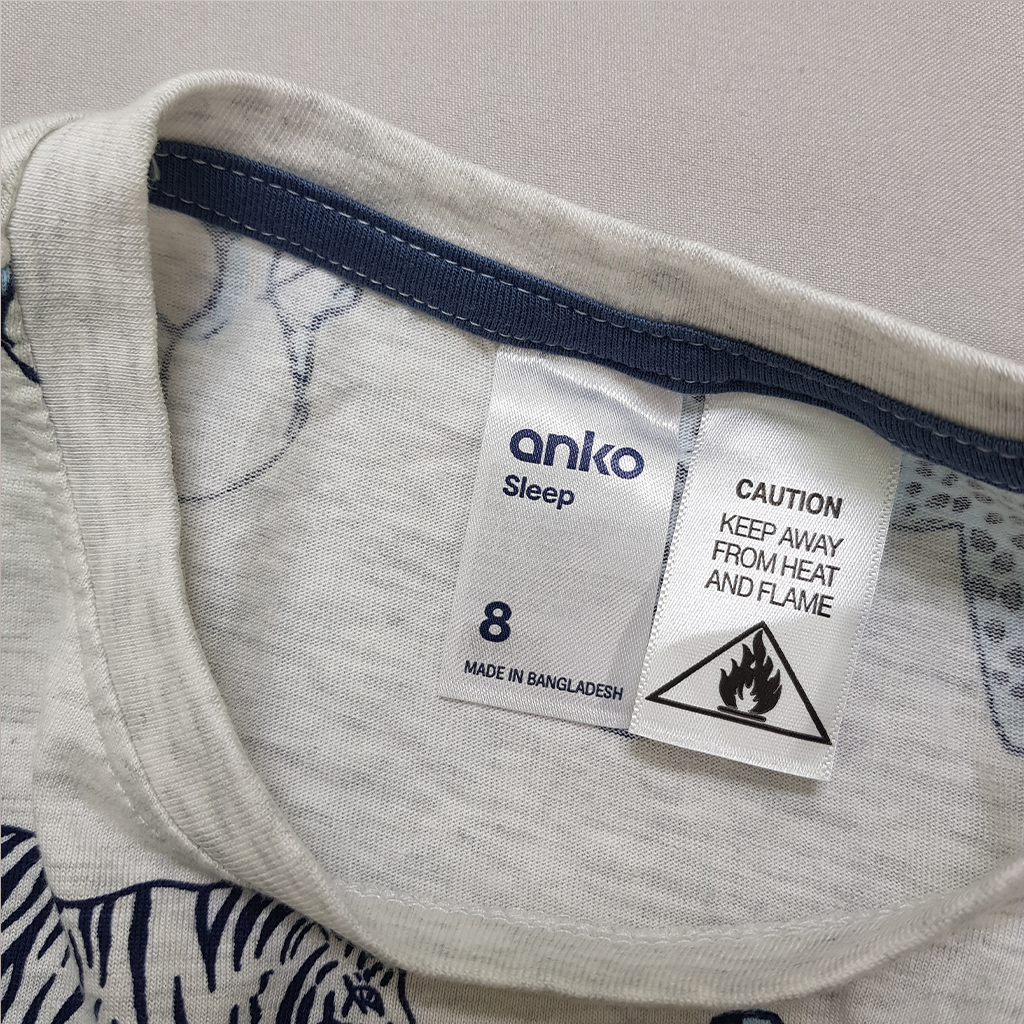 anko
Sleep
8
MADE IN BANGLADESH
CAUTION
KEEP AWAY
FROM HEAT
AND FLAME